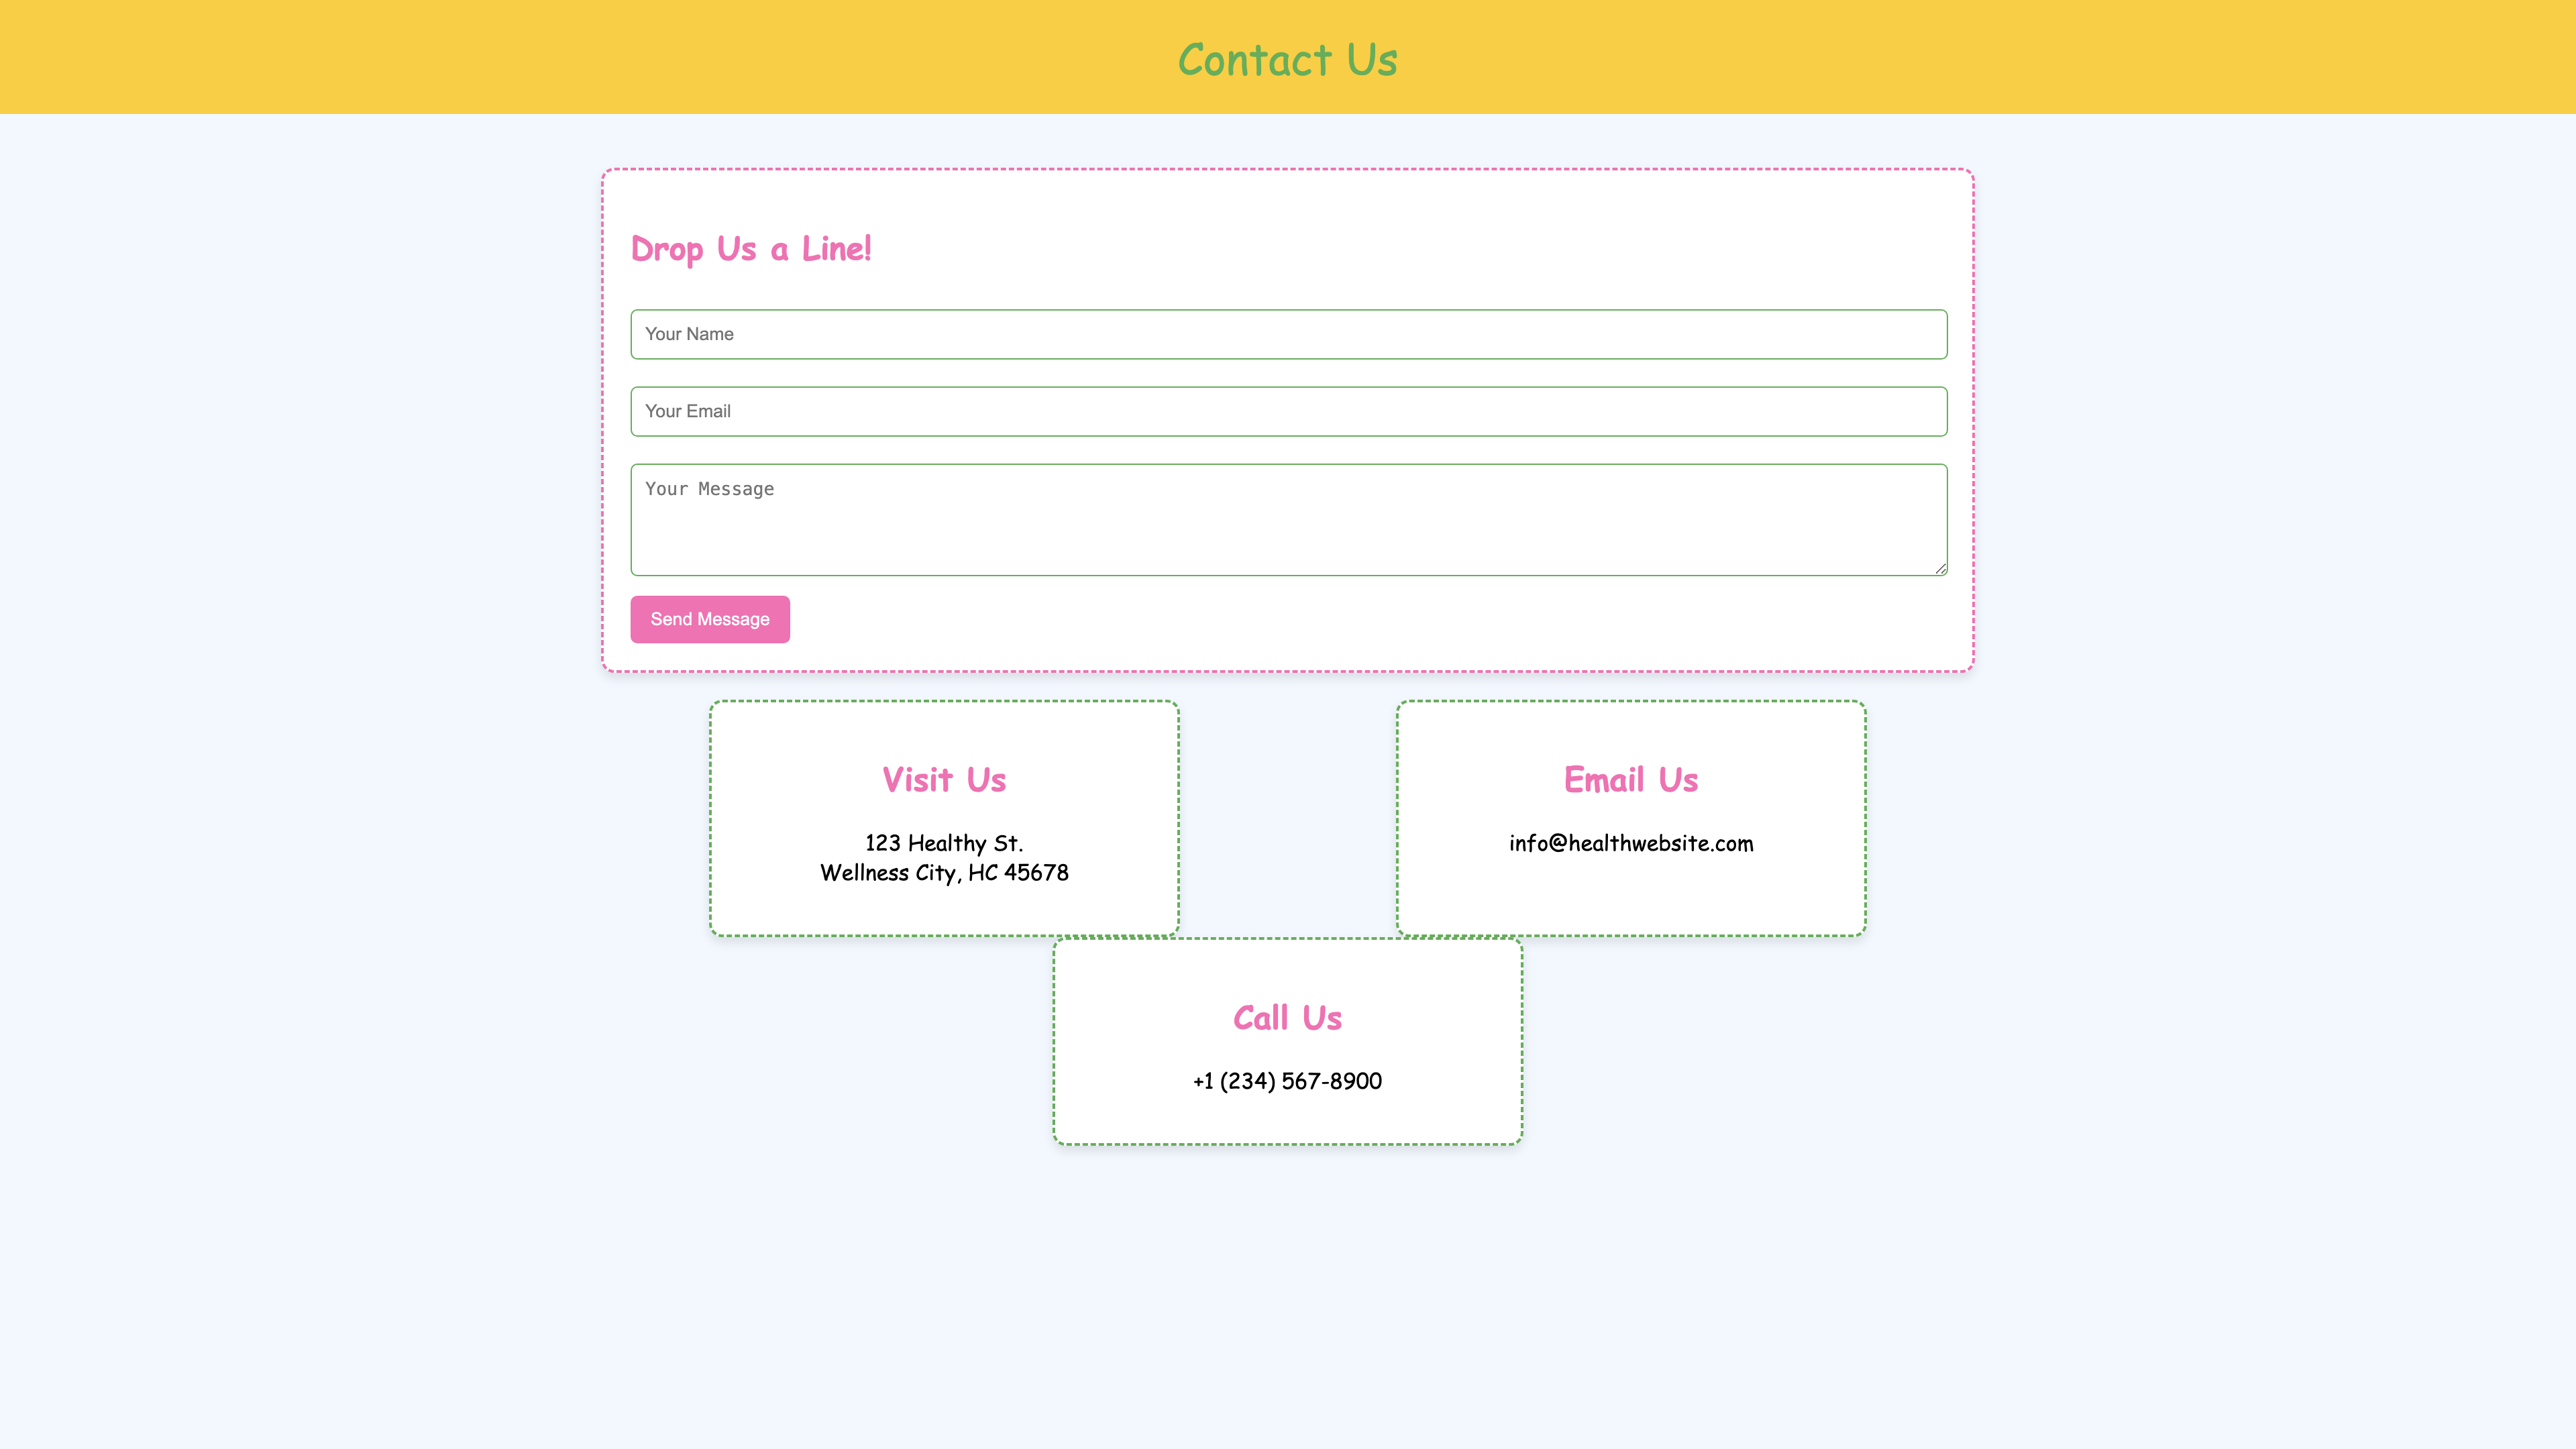 Contact Us
Drop Us a Line!
Your Name
Your Email
Your Message
Send Message
Visit Us
123 Healthy St.
Wellness City, HC 45678
Email Us
info@healthwebsite.com
Call Us
+1 (234) 567-8900